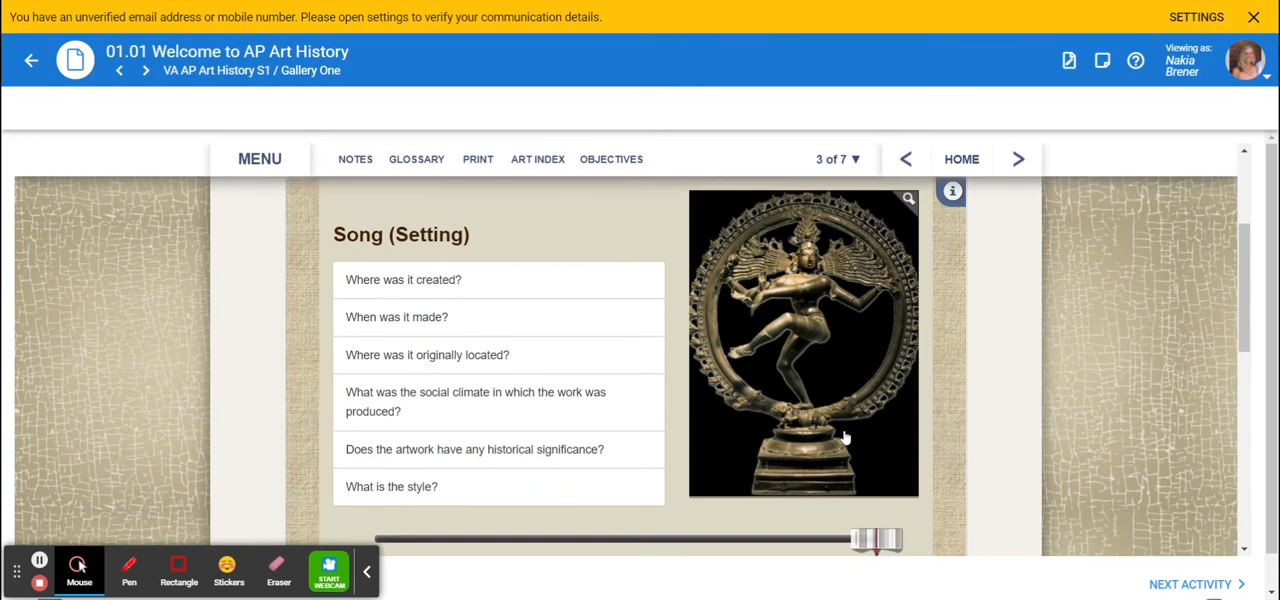 You have an unverified email address or mobile number. Please open settings to verify your communication details.
SETTINGS
01.01 Welcome to AP Art History
VA AP Art History S1 / Gallery One
Viewing as:
Nakia
Brener
MENU
NOTES
GLOSSARY
PRINT
ART INDEX
OBJECTIVES
3 of 7
HOME
Song (Setting)
Where was it created?
When was it made?
Where was it originally located?
What was the social climate in which the work was
produced?
Does the artwork have any historical significance?
What is the style?
Mouse
Pen
Rectangle
Stickers
Eraser
START
WEBCAM
NEXT ACTIVITY